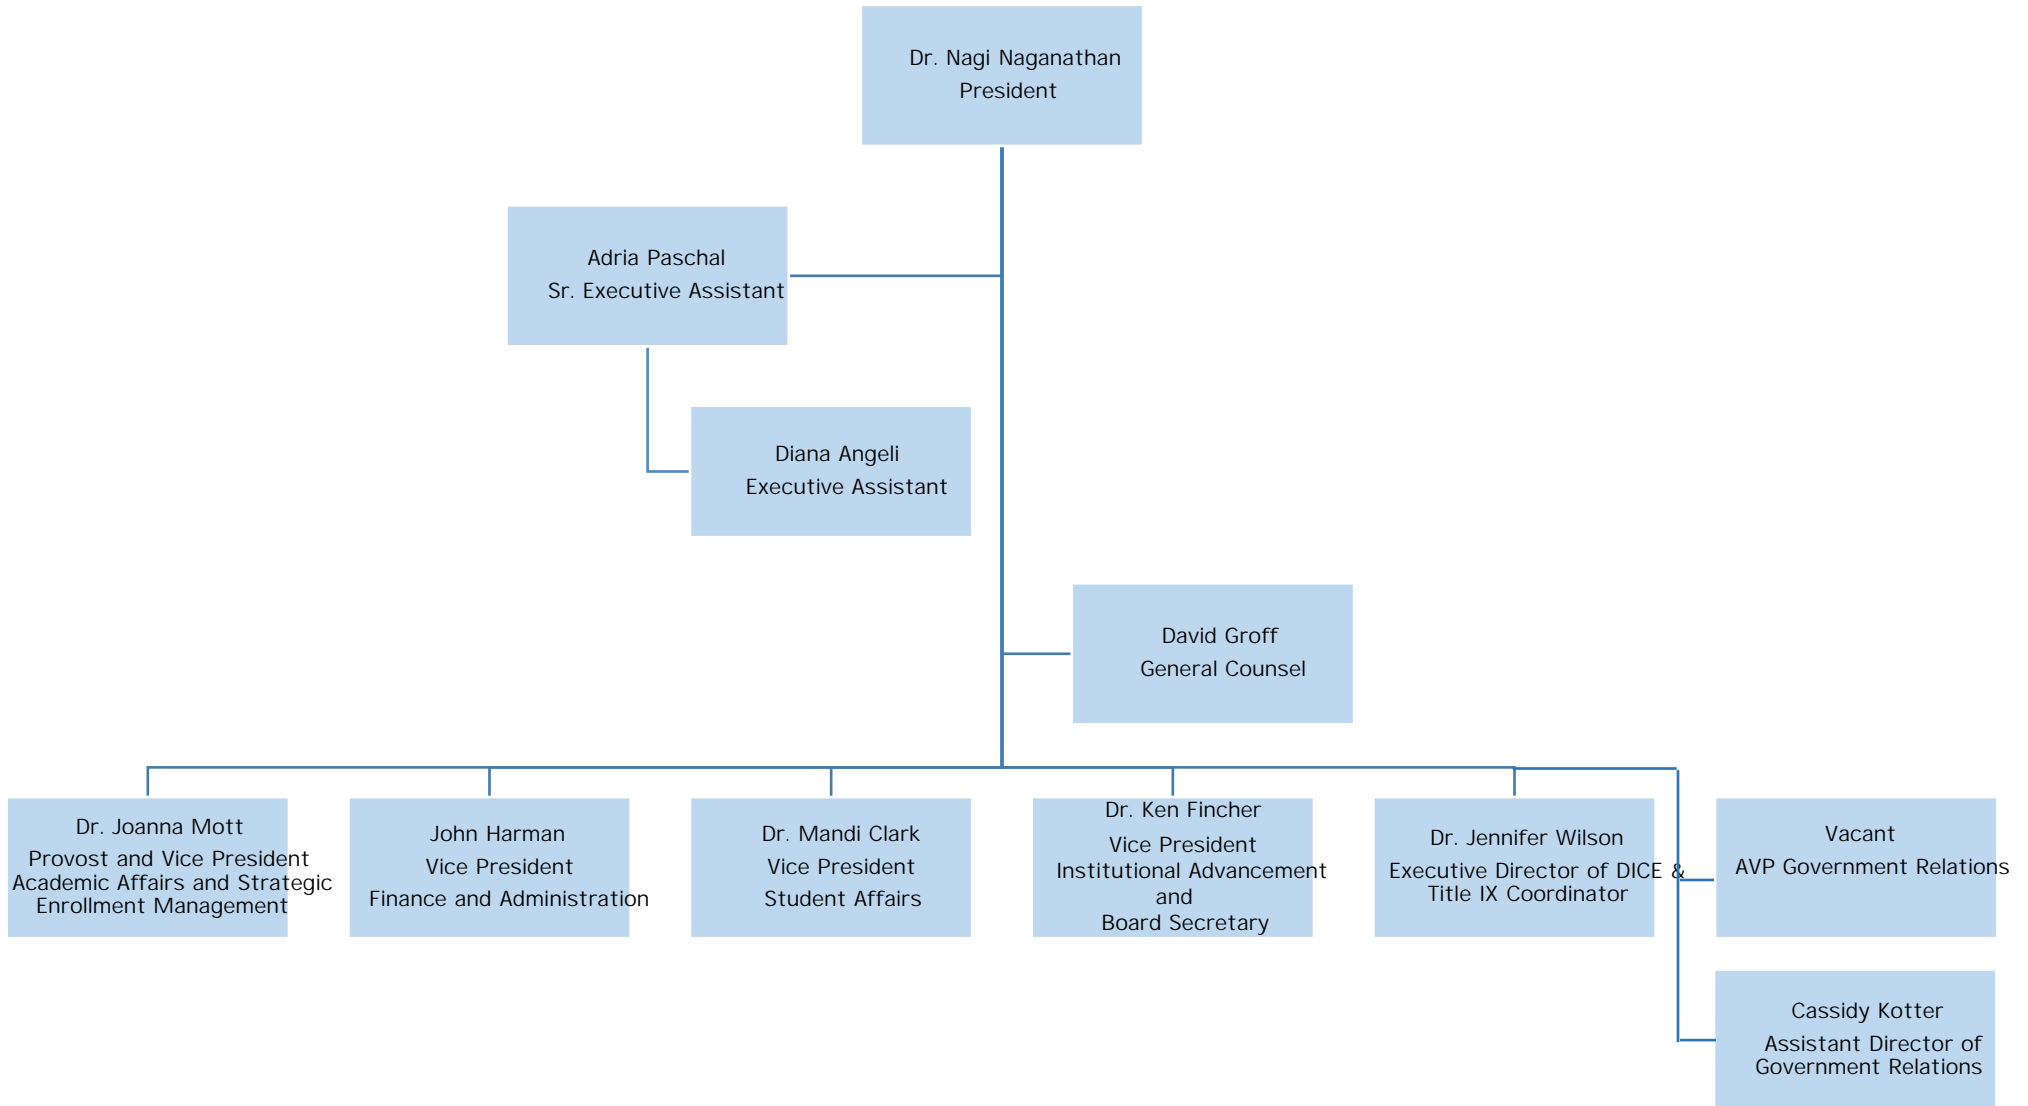 Dr. Nagi Naganathan
President
Adria Paschal
Sr. Executive Assistant
Diana Angeli
Executive Assistant
David Groff
General Counsel
Dr. Joanna Mott
Provost and Vice President
Academic Affairs and Strategic
Enrollment Management
John Harman
Vice President
Finance and Administration
Dr. Mandi Clark
Vice President
Student Affairs
Dr. Ken Fincher
Vice President
Institutional Advancement
and
Board Secretary
Dr. Jennifer Wilson
Executive Director of DICE &
Title IX Coordinator
Vacant
AVP Government Relations
Cassidy Kotter
Assistant Director of
Government Relations